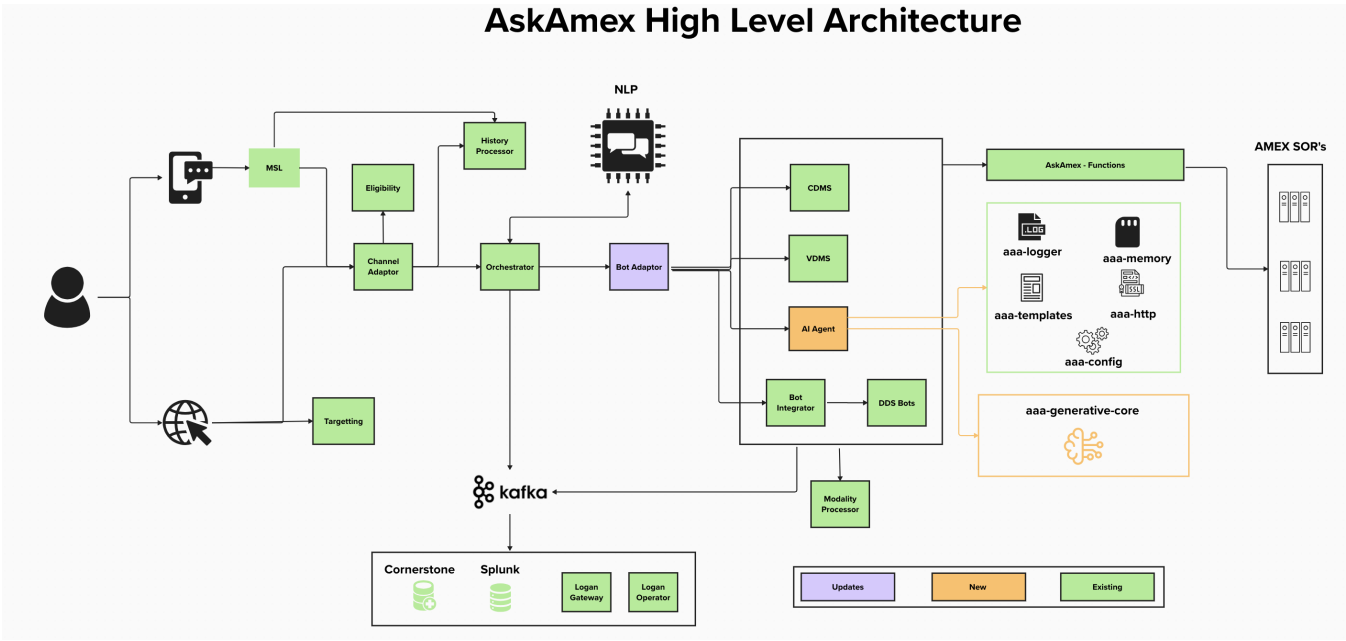 AskAmex High Level Architecture
NLP
AMEX SOR's
History
Processor
MSL
Eligibility
CDMS
AskAmex - Functions
.LOG
aaa-logger
aaa-memory
Channel
Adaptor
Orchestrator
Bot Adaptor
VDMS
</>
SSL
aaa-templates
aaa-http
AI Agent
aaa-config
Targetting
Bot
Integrator
DDS Bots
aaa-generative-core
kafka
Modality
Processor
Cornerstone
Splunk
Logan
Gateway
Logan
Operator
Updates
New
Existing